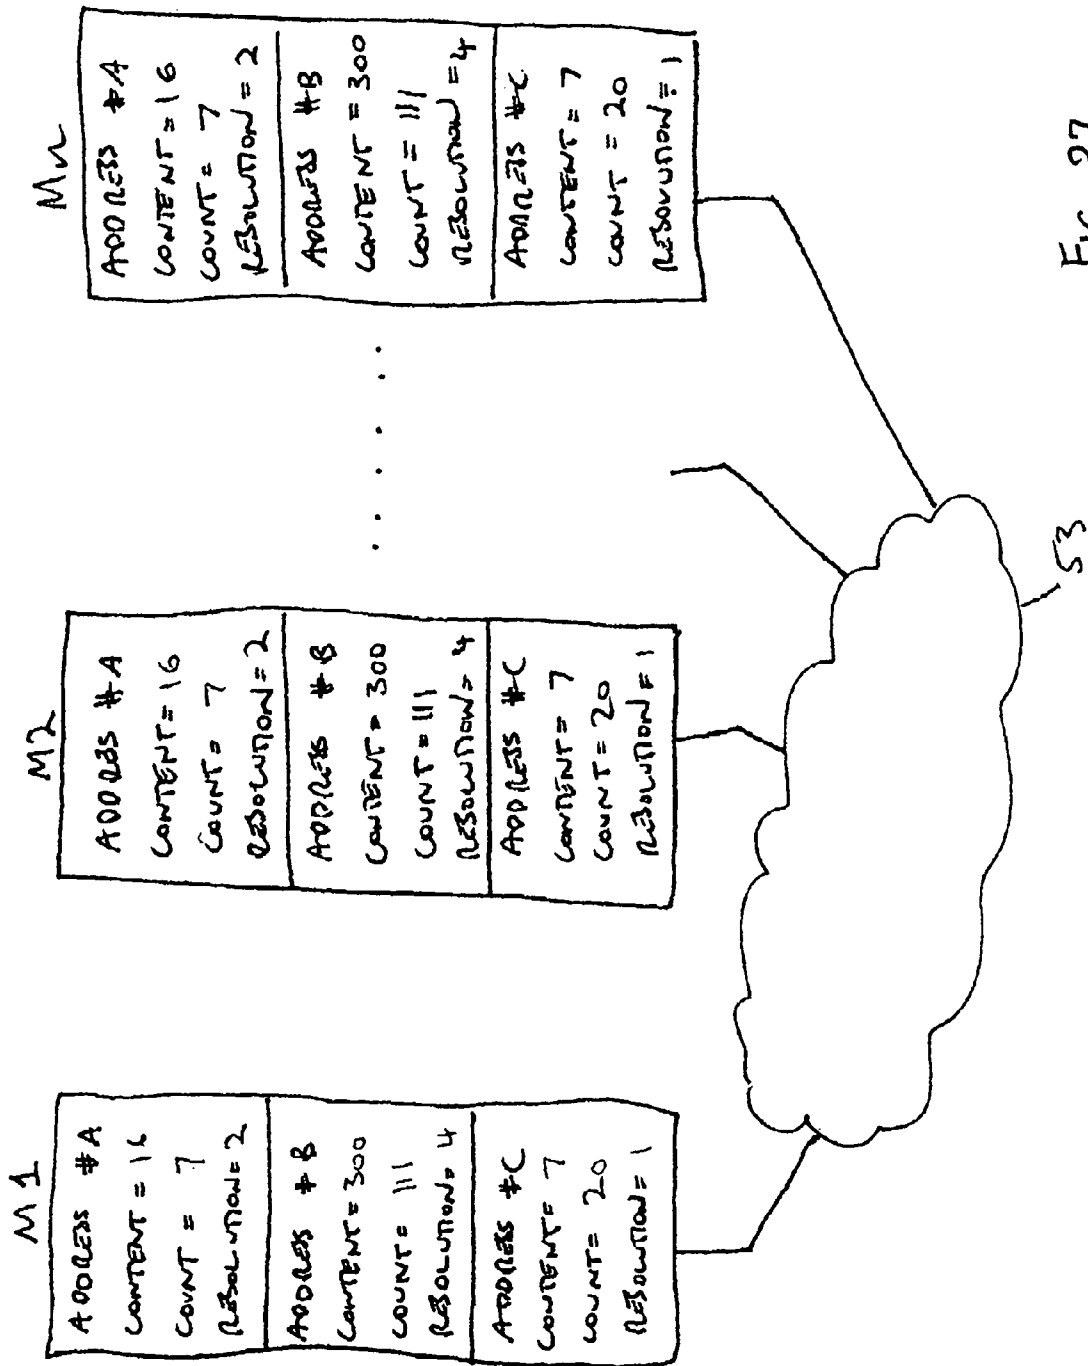 M1
ADDRESS #A
CONTENT = 16
COUNT = 7
RESOLUTION = 2
ADDRESS #B
CONTENT = 300
COUNT = 111
RESOLUTION = 4
ADDRESS #C
CONTENT = 7
COUNT = 20
RESOLUTION = 1
M2
ADDRESS #A
CONTENT = 16
COUNT = 7
RESOLUTION = 2
ADDRESS #B
CONTENT = 300
COUNT = 111
RESOLUTION = 4
ADDRESS #C
CONTENT = 7
COUNT = 20
RESOLUTION = 1
Mn
ADDRESS #A
CONTENT = 16
COUNT = 7
RESOLUTION = 2
ADDRESS #B
CONTENT = 300
COUNT = 111
RESOLUTION = 4
ADDRESS #C
CONTENT = 7
COUNT = 20
RESOLUTION = 1
53